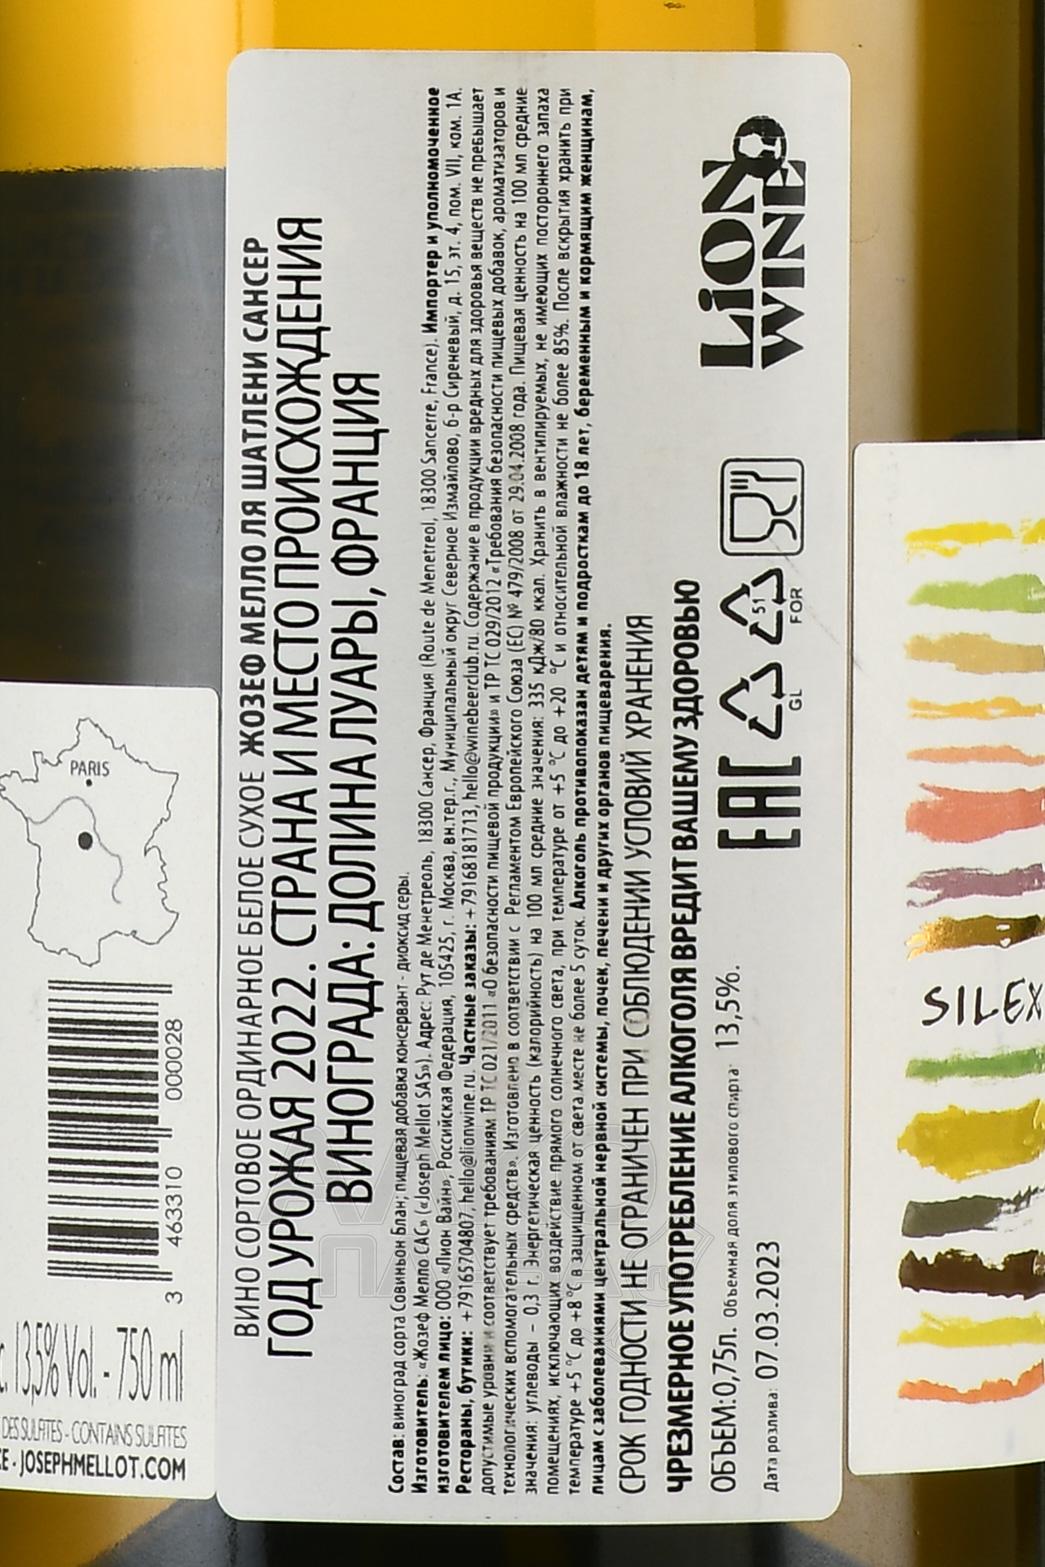 ВИНО СОРТОВОЕ ОРДИНАРНОЕ БЕЛОЕ СУХОЕ ЖОЗЕФ МЕЛЛО ЛЯ ШАТЛЕНИ САНСЕР
ГОД УРОЖАЯ 2022. СТРАНА И МЕСТО ПРОИСХОЖДЕНИЯ
ВИНОГРАДА: ДОЛИНА ЛУАРЫ, ФРАНЦИЯ
Состав: виноград сорта Совиньон Блан; пищевая добавка консервант - диоксид серы.
Изготовитель: «Жозеф Мелло САС» («Joseph Mellot SAS»). Адрес: Рут де Менетреоль, 18300 Сансер, Франция (Route de Menetreol, 18300 Sancerre, France). Импортер и уполномоченное
изготовителем лицо: ООО «Лион Вайн», Российская Федерация, 105425, г. Москва, вн.тер.г., Муниципальный округ Северное Измайлово, б-р Сиреневый, д. 15, эт. 4, пом. VII, ком. 1А.
Рестораны, бутики: +79165704807, hello@lionwine.ru. Частные заказы: +79168181713, hello@wineberclub.ru. Содержание в продукции вредных для здоровья веществ не превышает
допустимые уровни и соответствует требованиям ТР ТС 021/2011 «О безопасности пищевой продукции» и ТР ТС 029/2012 «Требования безопасности пищевых добавок, ароматизаторов и
технологических вспомогательных средств». Изготовлено в соответствии с Регламентом Европейского Союза (ЕС) № 479/2008 от 29.04.2008 года. Пищевая ценность на 100 мл средние
значения: углеводы – 0,3 г. Энергетическая ценность (калорийность) на 100 мл средние значения: 335 кДж/80 ккал. Хранить в вентилируемых, не имеющих постороннего запаха
помещениях, исключающих воздействие прямого солнечного света, при температуре от +5 °С до +20 °С и относительной влажности не более 85%. После вскрытия хранить при
температуре +5 °С до +8 °С в защищенном от света месте не более 5 суток. Алкоголь противопоказан детям и подросткам до 18 лет, беременным и кормящим женщинам,
лицам с заболеваниями центральной нервной системы, почек, печени и других органов пищеварения.
СРОК ГОДНОСТИ НЕ ОГРАНИЧЕН ПРИ СОБЛЮДЕНИИ УСЛОВИЙ ХРАНЕНИЯ
ЧРЕЗМЕРНОЕ УПОТРЕБЛЕНИЕ АЛКОГОЛЯ ВРЕДИТ ВАШЕМУ ЗДОРОВЬЮ
ОБЪЕМ:0,75л. Объемная доля этилового спирта: 13,5%.
Дата розлива: 07.03.2023
EAC
GL
51
FOR
LION
WINE
PARIS
3 463310 000028
13,5% Vol. - 750 ml
DES SULFITES - CONTAINS SULFITES
JOSEPHMELLOT.COM
SILEX